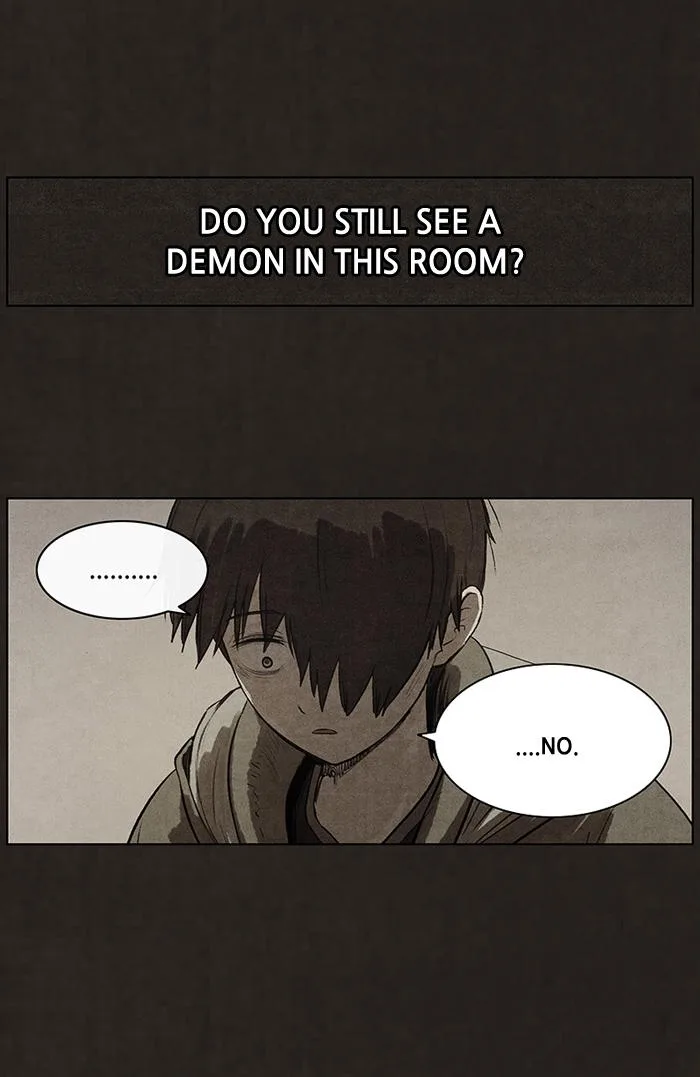 DO YOU STILL SEE A
DEMON IN THIS ROOM?
..........
....NO.